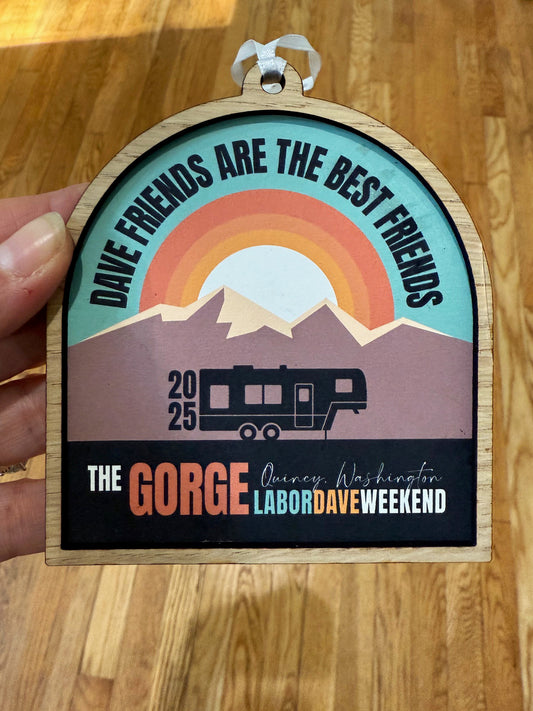 DAVE FRIENDS ARE THE BEST FRIENDS
20
25
THE GORGE Quincy, Washington
LABORDAVEWEEKEND